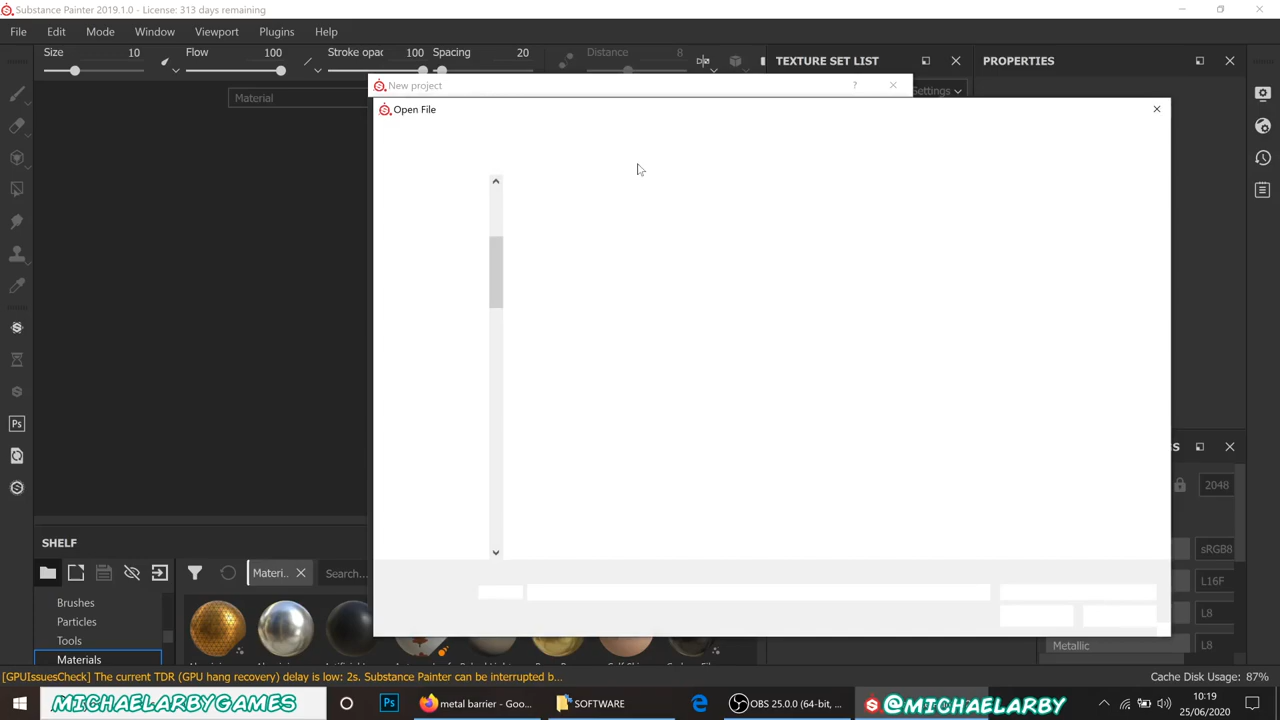 Substance Painter 2019.1.0 - License: 313 days remaining
File Edit Mode Window Viewport Plugins Help
Size 10 Flow 100 Stroke opac 100 Spacing 20 Distance 8
TEXTURE SET LIST
PROPERTIES
New project ?
Settings
Material
Open File
S
2048
sRGB8
L16F
L8
Metallic L8
SHELF
Materi.. Search...
Brushes
Particles
Tools
Materials
[GPUIssuesCheck] The current TDR (GPU hang recovery) delay is low: 2s. Substance Painter can be interrupted b...
Cache Disk Usage: 87%
MICHAELARBYGAMES
Ps
metal barrier - Goo...
SOFTWARE
OBS 25.0.0 (64-bit, ...
@MICHAELARBY
10:19
25/06/2020